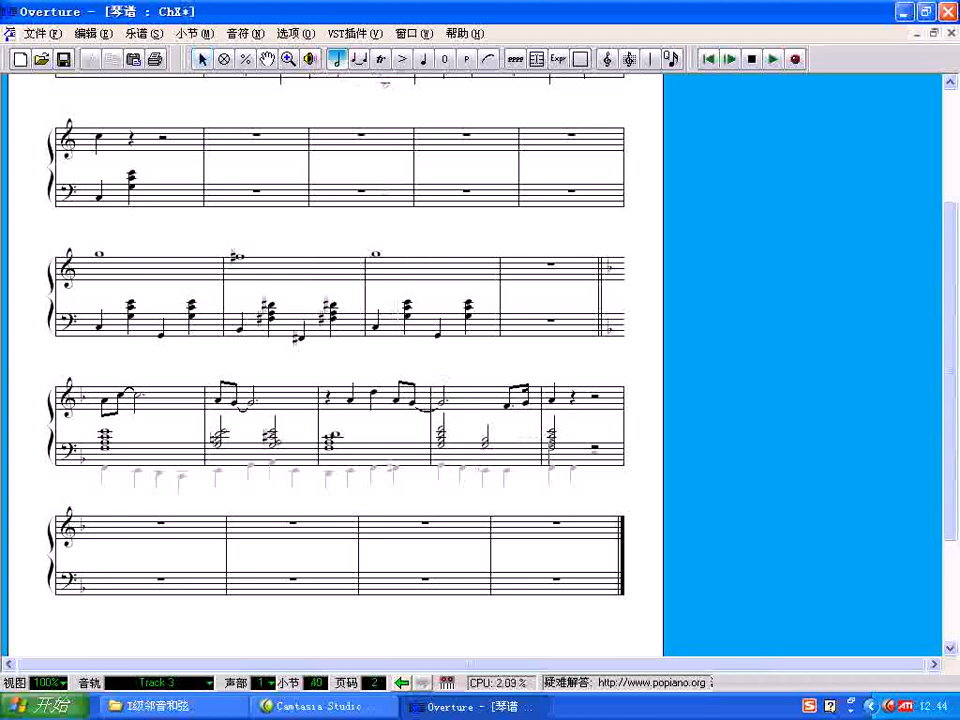 Overture - [琴谱 : ChX*]
文件(F) 编辑(E) 乐谱(S) 小节(M) 音符(N) 选项(O) VST插件(V) 窗口(W) 帮助(H)
tr > 0 P Expr
视图 100% 音轨 Track 3 声部 1 小节 40 页码 2 CPU: 2.09 % 疑难解答: http://www.popiano.org
开始 I级邻音和弦 Camtasia Studio ... Overture - [琴谱 ... S ? ATI 12:44